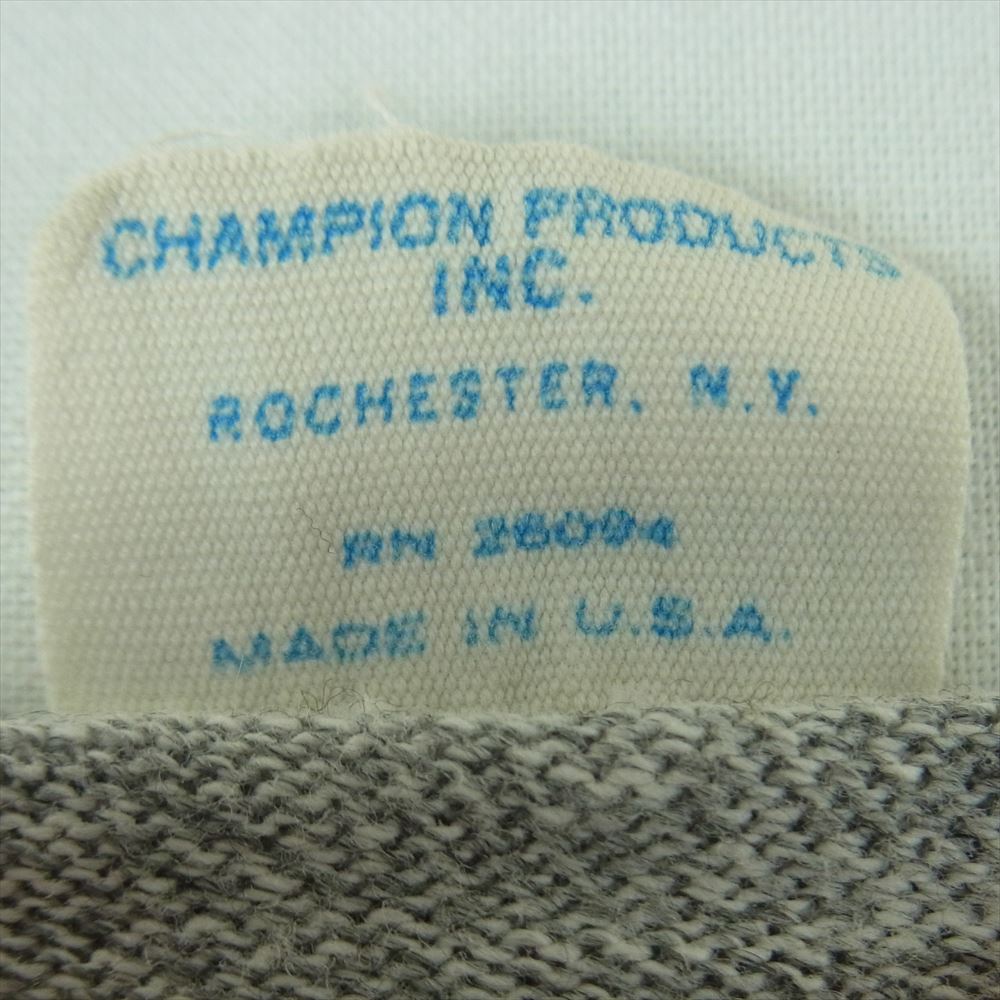 CHAMPION PRODUCTS
INC.
ROCHESTER, N.Y.
RN 26094
MADE IN U.S.A.